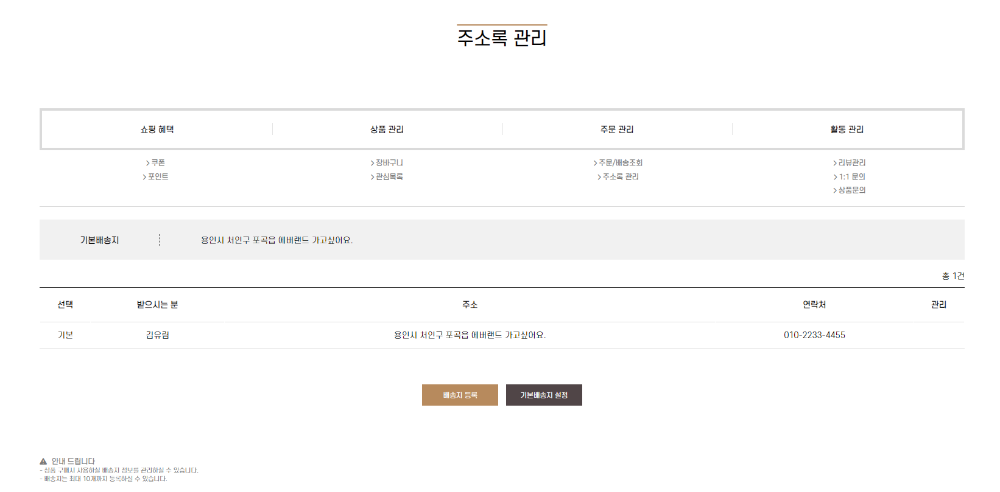 주소록 관리
쇼핑 혜택 상품 관리 주문 관리 활동 관리
쿠폰 장바구니 주문/배송조회 리뷰관리
포인트 관심목록 주소록 관리 1:1 문의
상품문의
기본배송지 용인시 처인구 포곡읍 에버랜드 가고싶어요.
총 1건
선택 받으시는 분 주소 연락처 관리
기본 김유림 용인시 처인구 포곡읍 에버랜드 가고싶어요. 010-2233-4455
배송지 등록 기본배송지 설정
안내 드립니다
- 상품 구매시 사용하실 배송지 정보를 관리하실 수 있습니다.
- 배송지는 최대 10개까지 등록하실 수 있습니다.